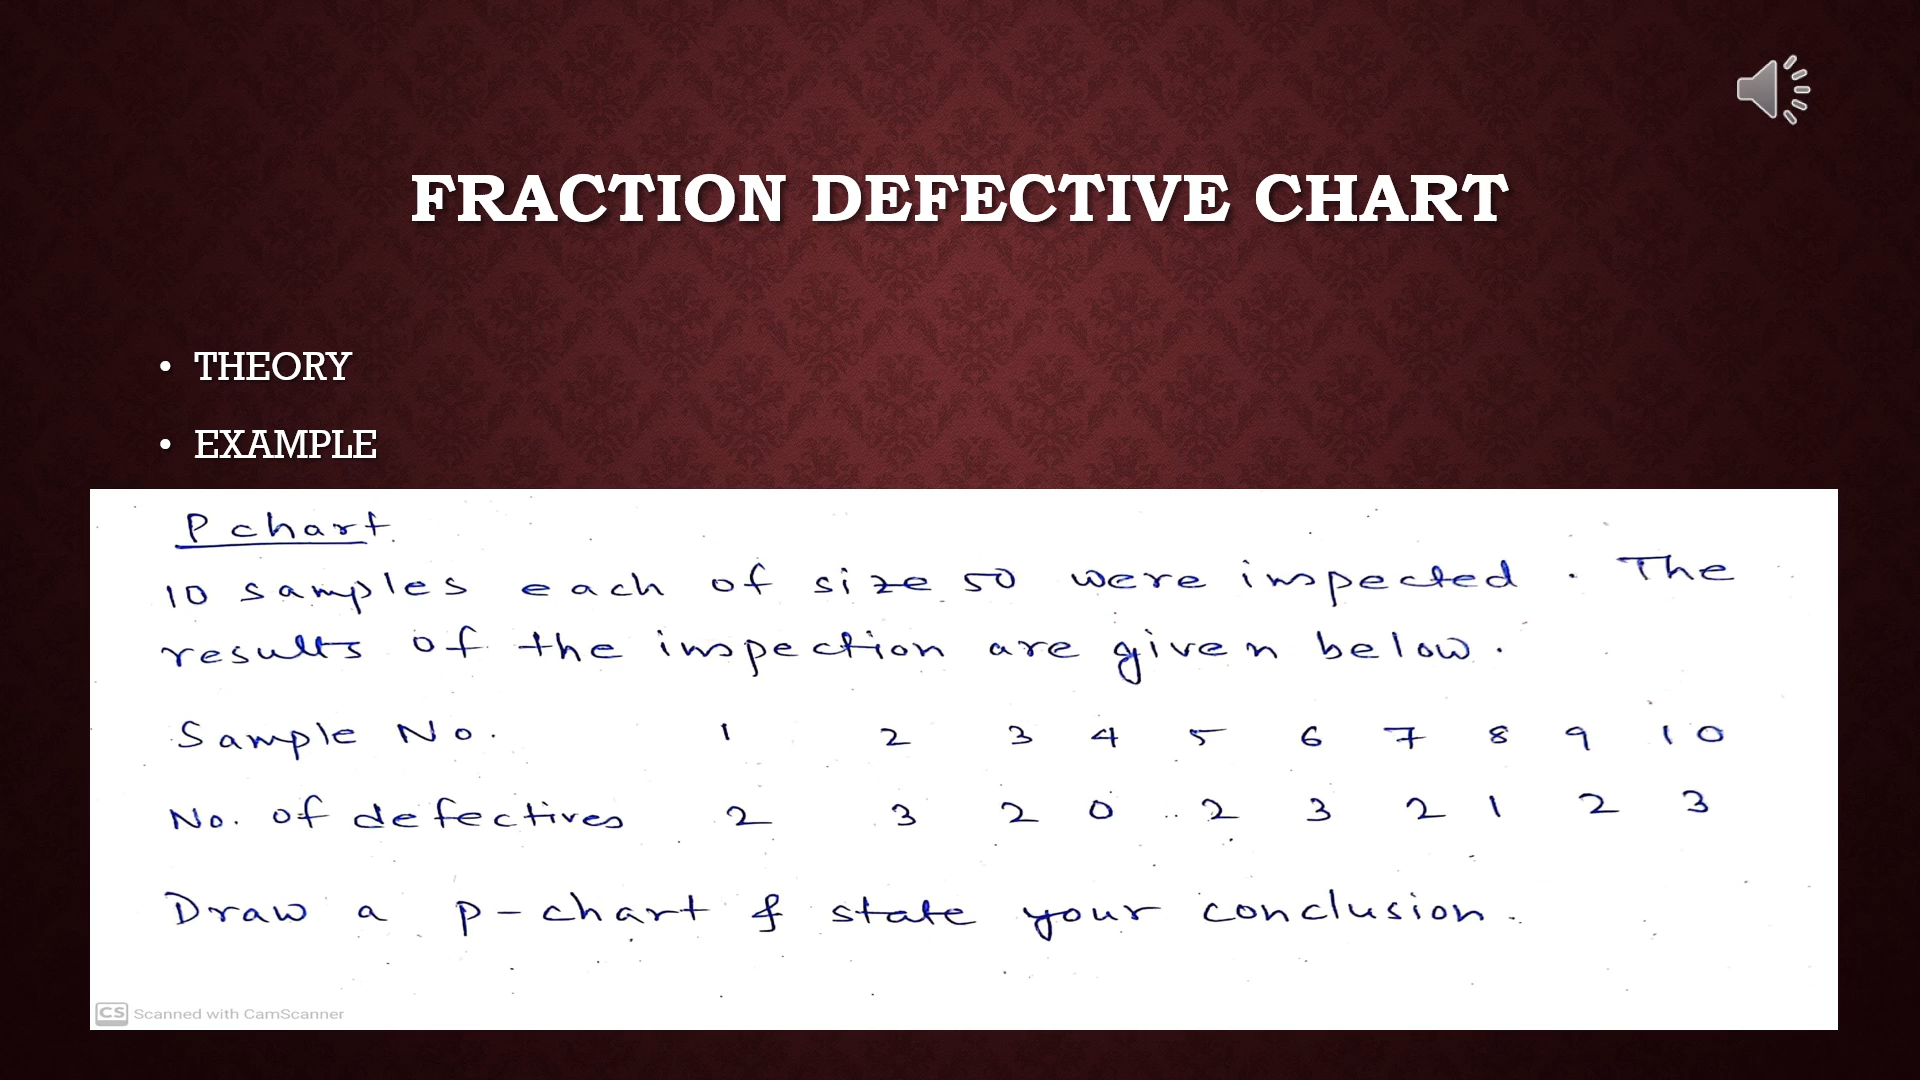 FRACTION DEFECTIVE CHART
• THEORY
• EXAMPLE
P chart.
10 samples each of size 50 were inspected. The
results of the inspection are given below.
Sample No. 1 2 3 4 5 6 7 8 9 10
No. of defectives 2 3 2 0 2 3 2 1 2 3
Draw a p-chart & state your conclusion.
CS Scanned with CamScanner